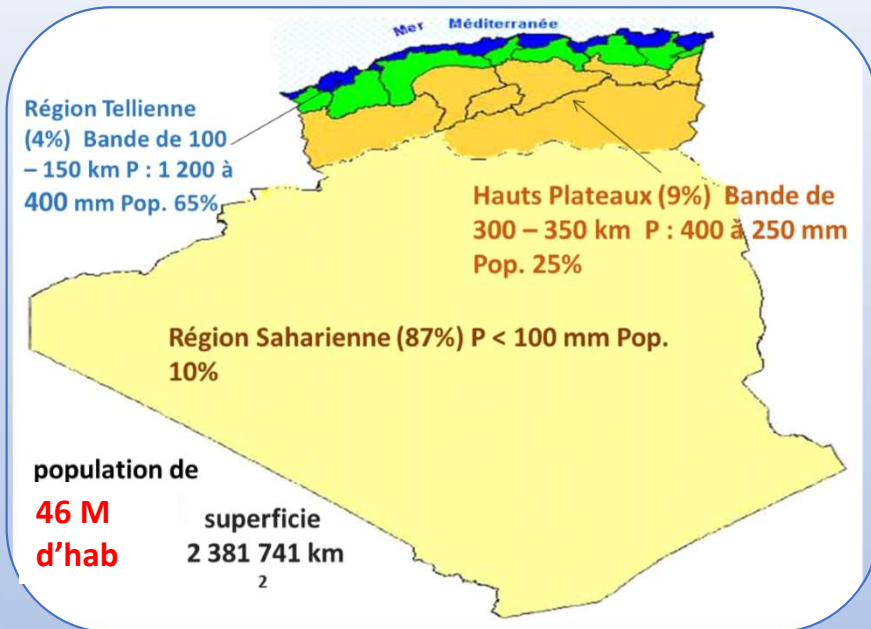 Mer Méditerranée
Région Tellienne
(4%) Bande de 100
– 150 km P : 1 200 à
400 mm Pop. 65%
Hauts Plateaux (9%) Bande de
300 – 350 km P : 400 à 250 mm
Pop. 25%
Région Saharienne (87%) P < 100 mm Pop.
10%
population de
46 M
d'hab
superficie
2 381 741 km
2